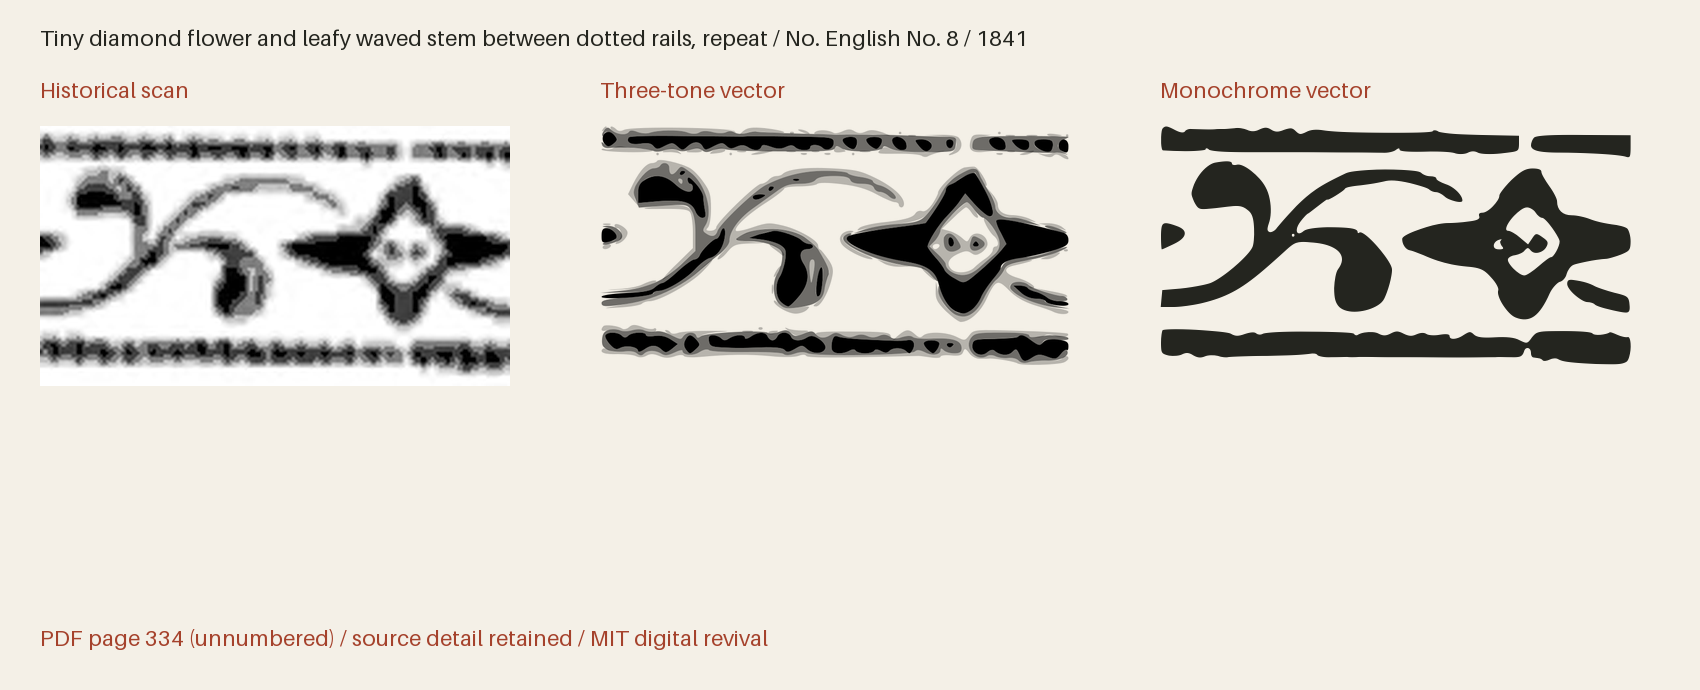 Tiny diamond flower and leafy waved stem between dotted rails, repeat / No. English No. 8 / 1841
Historical scan
Three-tone vector
Monochrome vector
PDF page 334 (unnumbered) / source detail retained / MIT digital revival